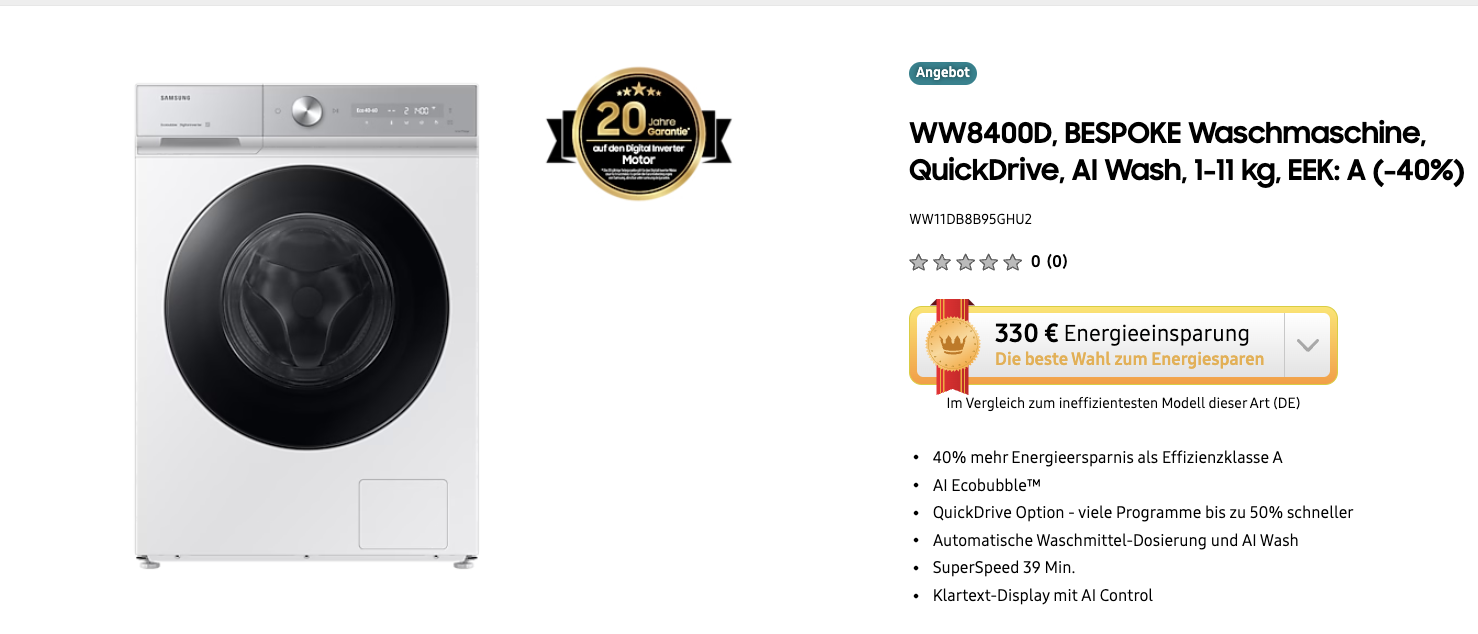 SAMSUNG
Eco 40-60
2 1400
20 Jahre
Garantie*
auf den Digital Inverter
Motor
Angebot
WW8400D, BESPOKE Waschmaschine,
QuickDrive, AI Wash, 1-11 kg, EEK: A (-40%)
WW11DB8B95GHU2
0 (0)
330 € Energieeinsparung
Die beste Wahl zum Energiesparen
Im Vergleich zum ineffizientesten Modell dieser Art (DE)
• 40% mehr Energieersparnis als Effizienzklasse A
• AI Ecobubble™
• QuickDrive Option - viele Programme bis zu 50% schneller
• Automatische Waschmittel-Dosierung und AI Wash
• SuperSpeed 39 Min.
• Klartext-Display mit AI Control